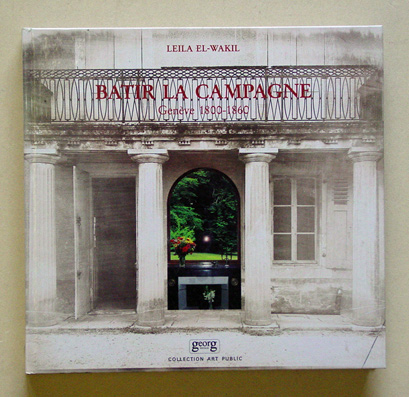 LEILA EL-WAKIL
BATIR LA CAMPAGNE
Genève 1800-1860
georg
COLLECTION ART PUBLIC